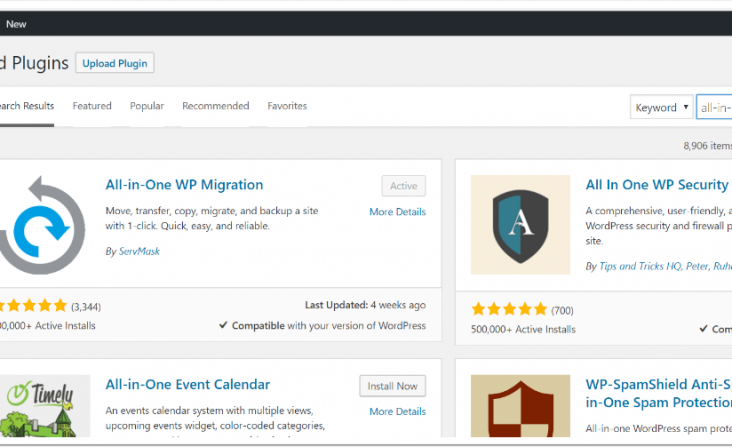 New
d Plugins Upload Plugin
earch Results Featured Popular Recommended Favorites Keyword ▼ all-in-
8,906 items
All-in-One WP Migration Active
Move, transfer, copy, migrate, and backup a site More Details
with 1-click. Quick, easy, and reliable.
By ServMask
(3,344) Last Updated: 4 weeks ago
00,000+ Active Installs ✔ Compatible with your version of WordPress
All In One WP Security
A comprehensive, user-friendly, a
WordPress security and firewall p
site.
By Tips and Tricks HQ, Peter, Ruh
A
(700)
500,000+ Active Installs ✔ Com
Timely
All-in-One Event Calendar Install Now
An events calendar system with multiple views, More Details
upcoming events widget, color-coded categories,
WP-SpamShield Anti-S
in-One Spam Protection
All-in-One WordPress spam prote